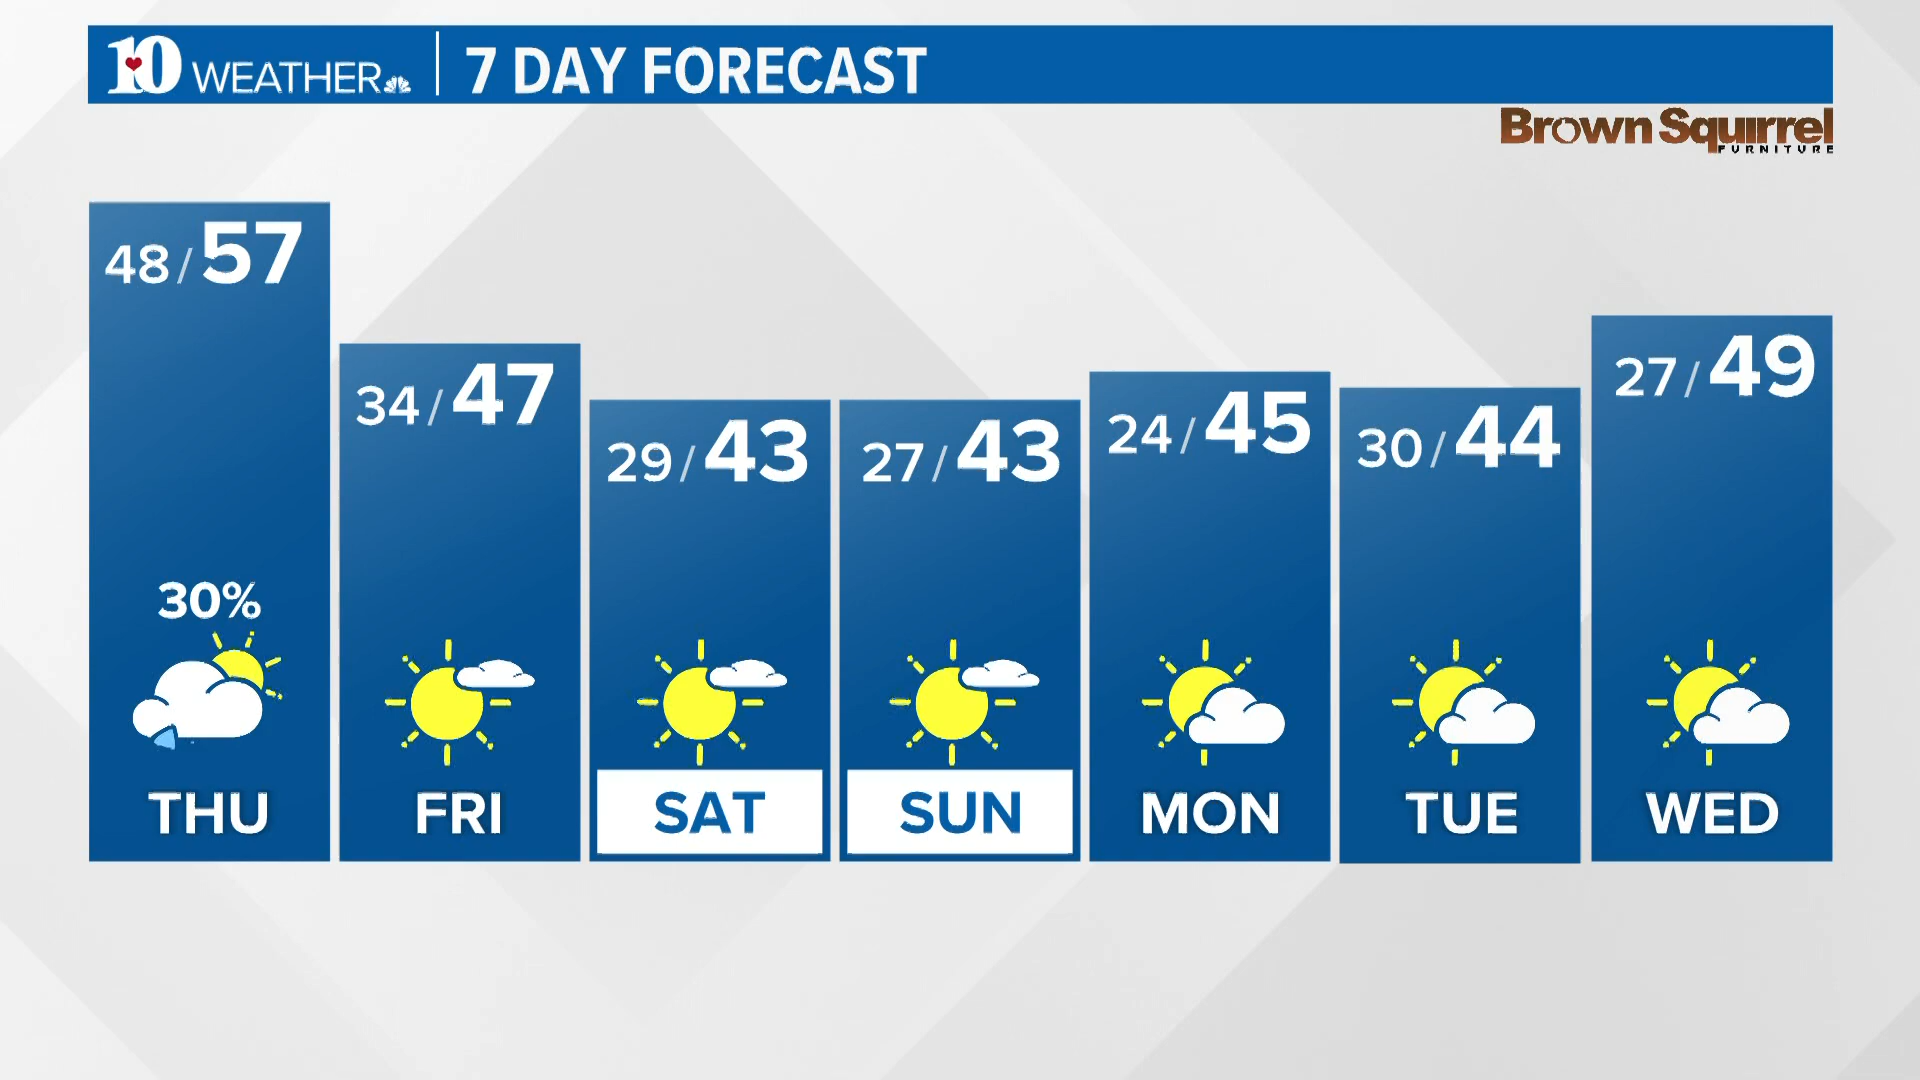 10 WEATHER | 7 DAY FORECAST
Brown Squirrel
FURNITURE
48/57
34/47
29/43
27/43
24/45
30/44
27/49
30%
THU
FRI
SAT
SUN
MON
TUE
WED